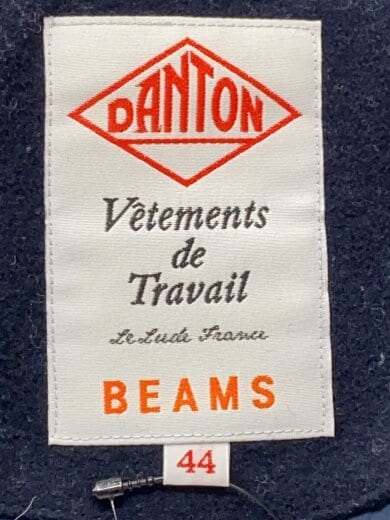 DANTON
Vêtements
de
Travail
Le Lude France
BEAMS
44